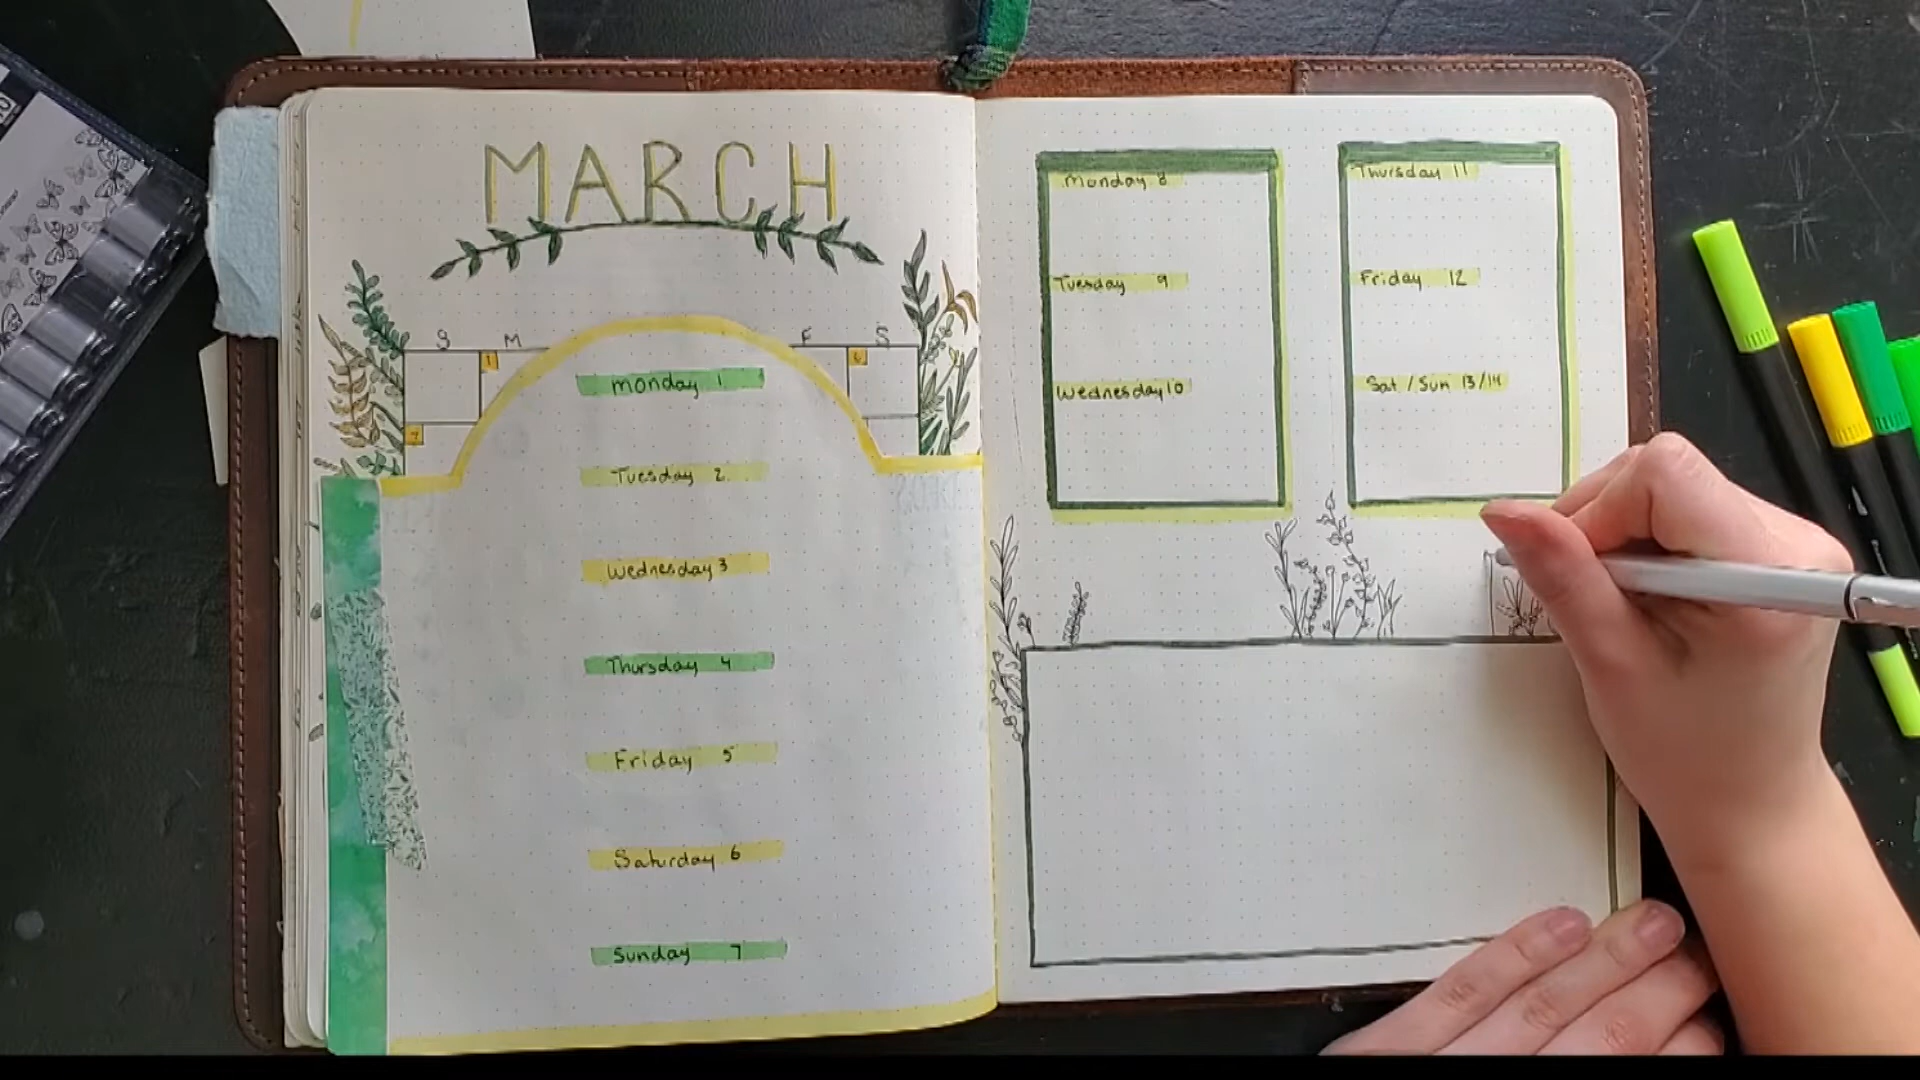 MARCH
S M F S
1 6
7
monday 1
Tuesday 2
Wednesday 3
Thursday 4
Friday 5
Saturday 6
Sunday 7
Monday 8
Tuesday 9
Wednesday 10
Thursday 11
Friday 12
Sat / Sun 13/14